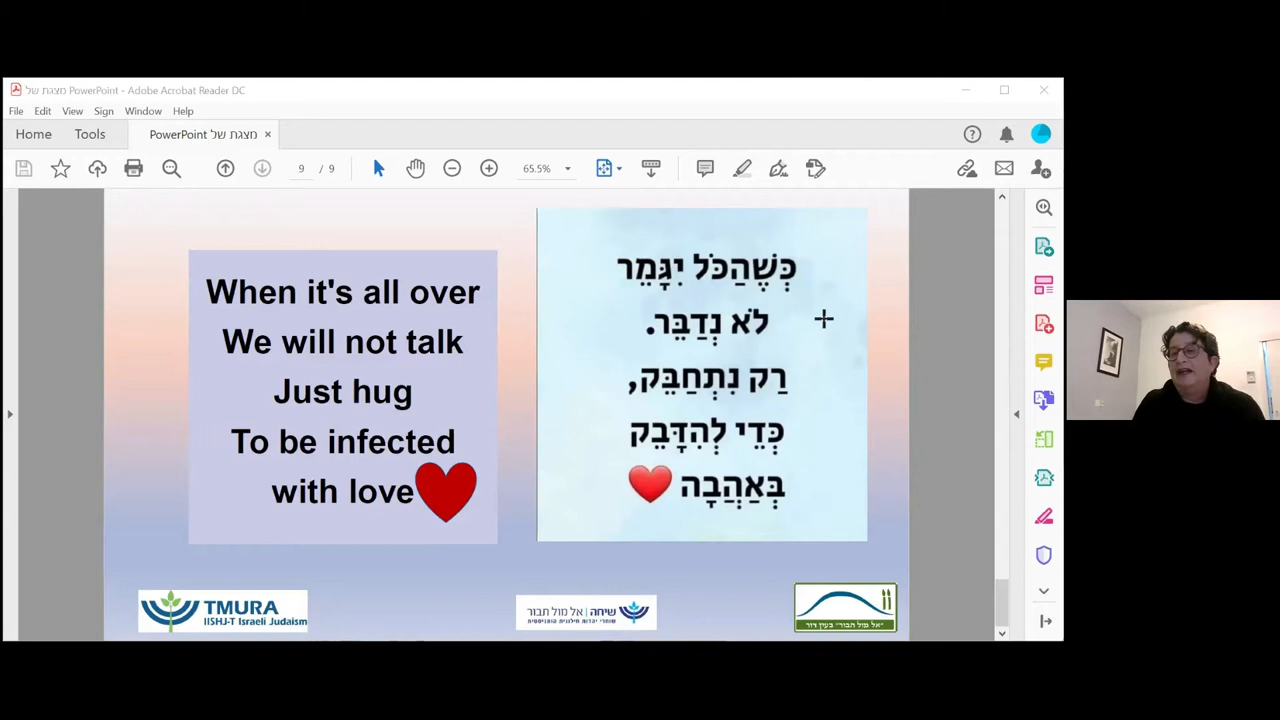 מצגת של PowerPoint - Adobe Acrobat Reader DC
File Edit View Sign Window Help
Home Tools מצגת של PowerPoint ×
9 / 9 65.5%
When it's all over
We will not talk
Just hug
To be infected
with love
כְּשֶׁהַכֹּל יִגָּמֵר
לֹא נְדַבֵּר.
רַק נִתְחַבֵּק,
כְּדֵי לְהִדָּבֵק
בְּאַהֲבָה
TMURA
IISHJ-T Israeli Judaism
שיחה | אל מול תבור